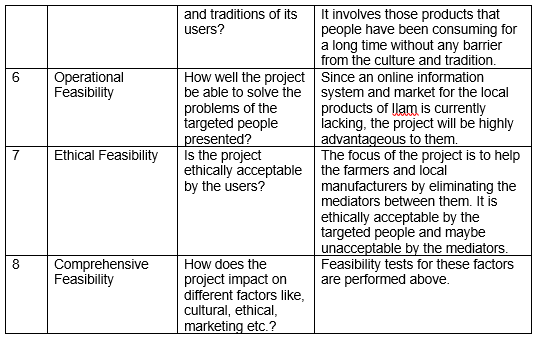 and traditions of its
users?
It involves those products that
people have been consuming for
a long time without any barrier
from the culture and tradition.
6
Operational
Feasibility
How well the project
be able to solve the
problems of the
targeted people
presented?
Since an online information
system and market for the local
products of Ilam is currently
lacking, the project will be highly
advantageous to them.
7
Ethical Feasibility
Is the project
ethically acceptable
by the users?
The focus of the project is to help
the farmers and local
manufacturers by eliminating the
mediators between them. It is
ethically acceptable by the
targeted people and maybe
unacceptable by the mediators.
8
Comprehensive
Feasibility
How does the
project impact on
different factors like,
cultural, ethical,
marketing etc.?
Feasibility tests for these factors
are performed above.